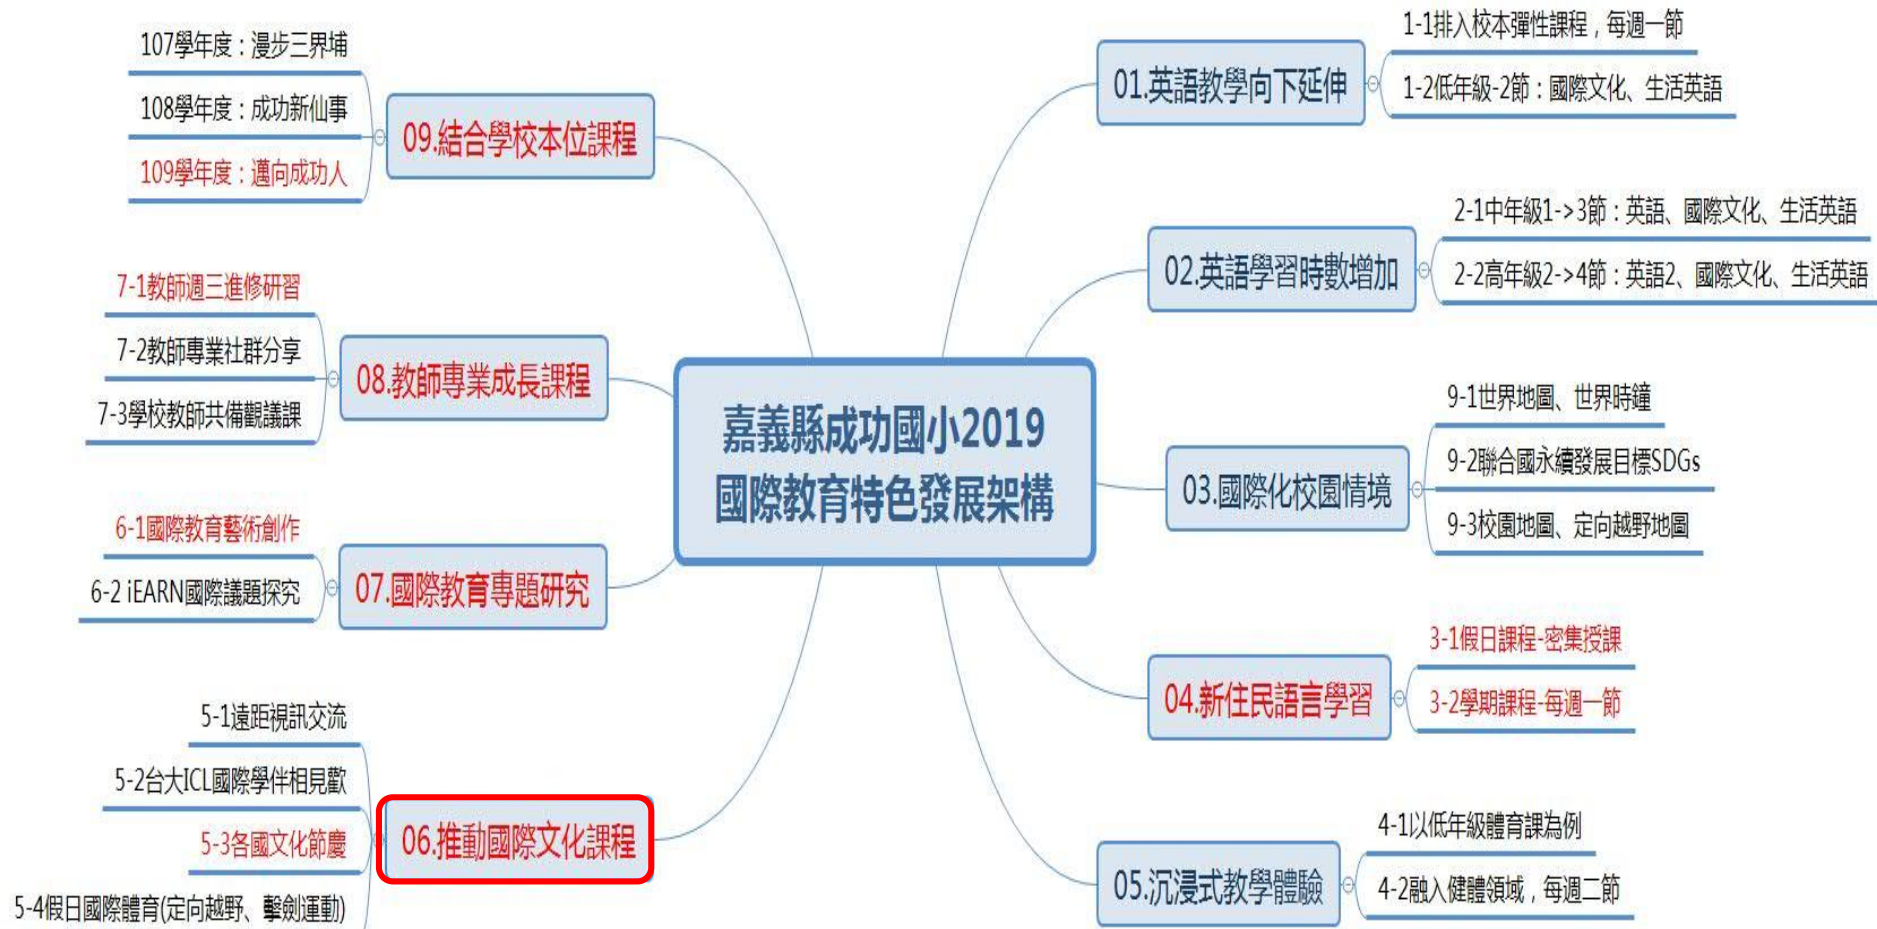 嘉義縣成功國小2019
國際教育特色發展架構
01.英語教學向下延伸
1-1排入校本彈性課程，每週一節
1-2低年級-2節：國際文化、生活英語
02.英語學習時數增加
2-1中年級1->3節：英語、國際文化、生活英語
2-2高年級2->4節：英語2、國際文化、生活英語
03.國際化校園情境
9-1世界地圖、世界時鐘
9-2聯合國永續發展目標SDGs
9-3校園地圖、定向越野地圖
04.新住民語言學習
3-1假日課程-密集授課
3-2學期課程-每週一節
05.沉浸式教學體驗
4-1以低年級體育課為例
4-2融入健體領域，每週二節
06.推動國際文化課程
5-1遠距視訊交流
5-2台大ICL國際學伴相見歡
5-3各國文化節慶
5-4假日國際體育(定向越野、擊劍運動)
07.國際教育專題研究
6-1國際教育藝術創作
6-2 iEARN國際議題探究
08.教師專業成長課程
7-1教師週三進修研習
7-2教師專業社群分享
7-3學校教師共備觀議課
09.結合學校本位課程
107學年度：漫步三界埔
108學年度：成功新仙事
109學年度：邁向成功人